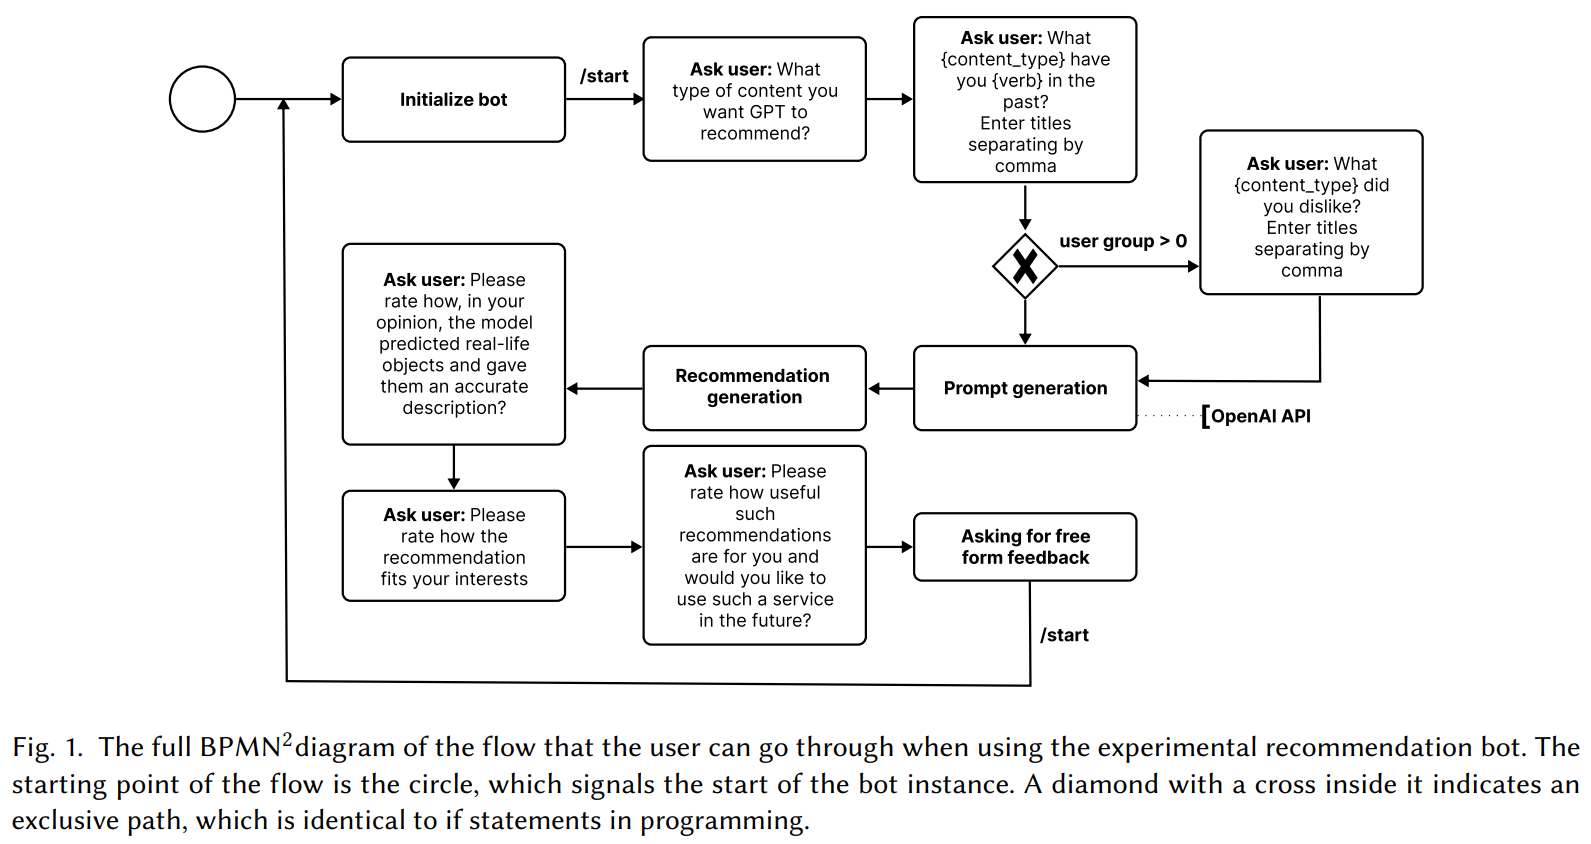 Initialize bot
/start
Ask user: What
type of content you
want GPT to
recommend?
Ask user: What
{content_type} have
you {verb} in the
past?
Enter titles
separating by
comma
user group > 0
Ask user: What
{content_type} did
you dislike?
Enter titles
separating by
comma
Prompt generation
[OpenAI API
Recommendation
generation
Ask user: Please
rate how, in your
opinion, the model
predicted real-life
objects and gave
them an accurate
description?
Ask user: Please
rate how the
recommendation
fits your interests
Ask user: Please
rate how useful
such
recommendations
are for you and
would you like to
use such a service
in the future?
Asking for free
form feedback
/start
Fig. 1. The full BPMN² diagram of the flow that the user can go through when using the experimental recommendation bot. The
starting point of the flow is the circle, which signals the start of the bot instance. A diamond with a cross inside it indicates an
exclusive path, which is identical to if statements in programming.